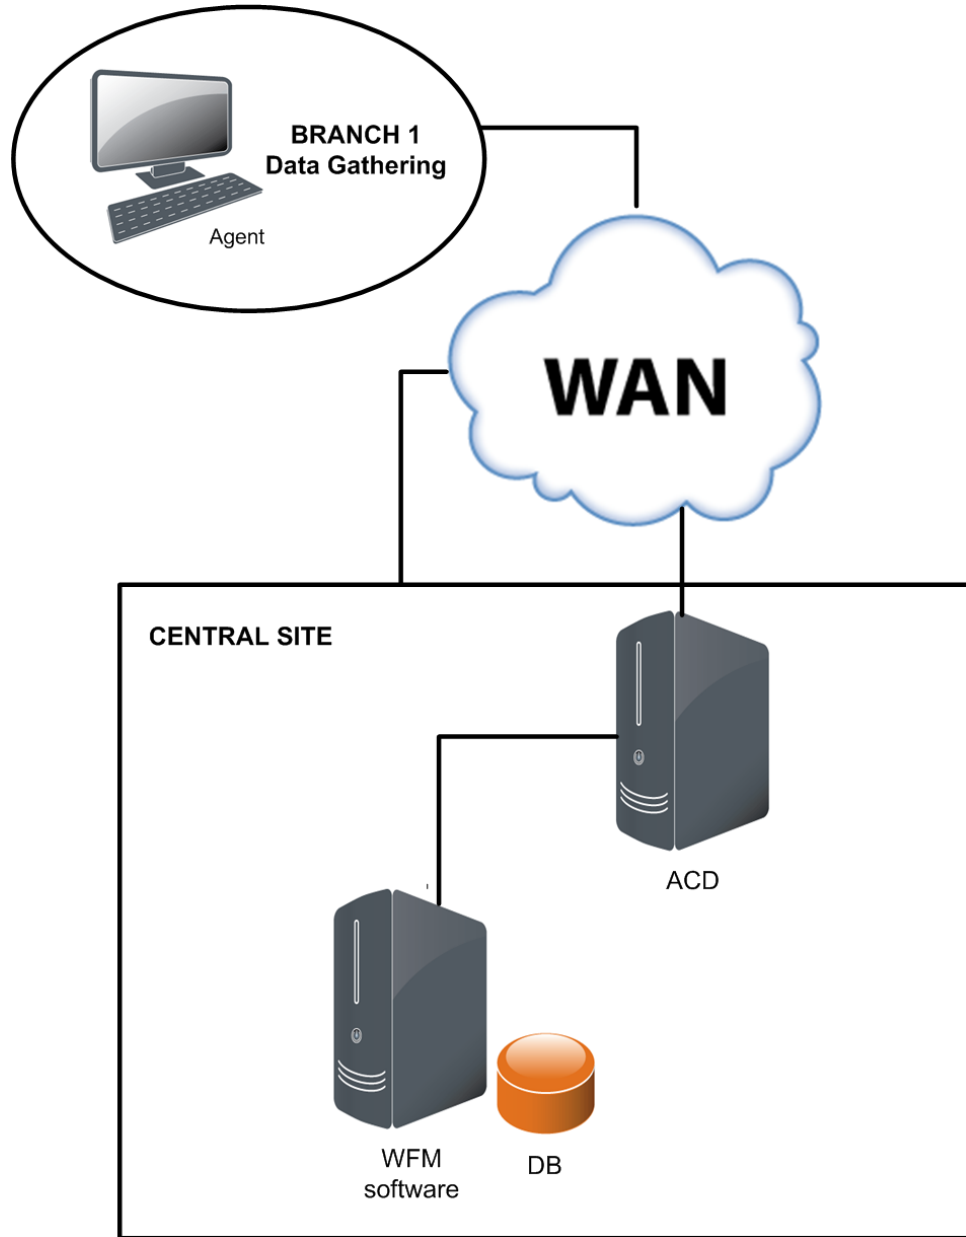 BRANCH 1
Data Gathering
Agent
WAN
CENTRAL SITE
ACD
WFM
software
DB